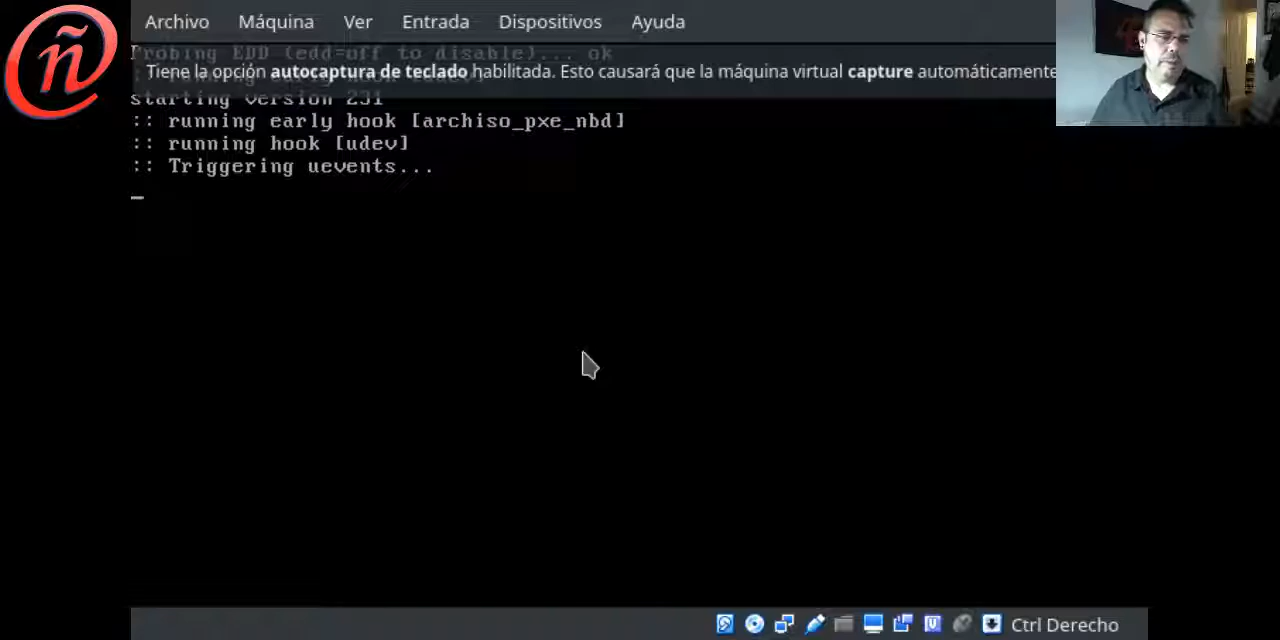 ñ
Archivo Máquina Ver Entrada Dispositivos Ayuda
Probing EDD (edd=off to disable)... ok
Tiene la opción autocaptura de teclado habilitada. Esto causará que la máquina virtual capture automáticamente
starting version 231
:: running early hook [archiso_pxe_nbd]
:: running hook [udev]
:: Triggering uevents...
Ctrl Derecho